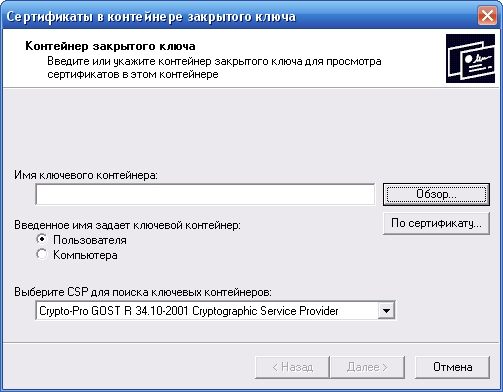 Сертификаты в контейнере закрытого ключа
Контейнер закрытого ключа
Введите или укажите контейнер закрытого ключа для просмотра
сертификатов в этом контейнере
Имя ключевого контейнера:
Обзор...
По сертификату...
Введенное имя задает ключевой контейнер:
Пользователя
Компьютера
Выберите CSP для поиска ключевых контейнеров:
Crypto-Pro GOST R 34.10-2001 Cryptographic Service Provider
< Назад
Далее >
Отмена